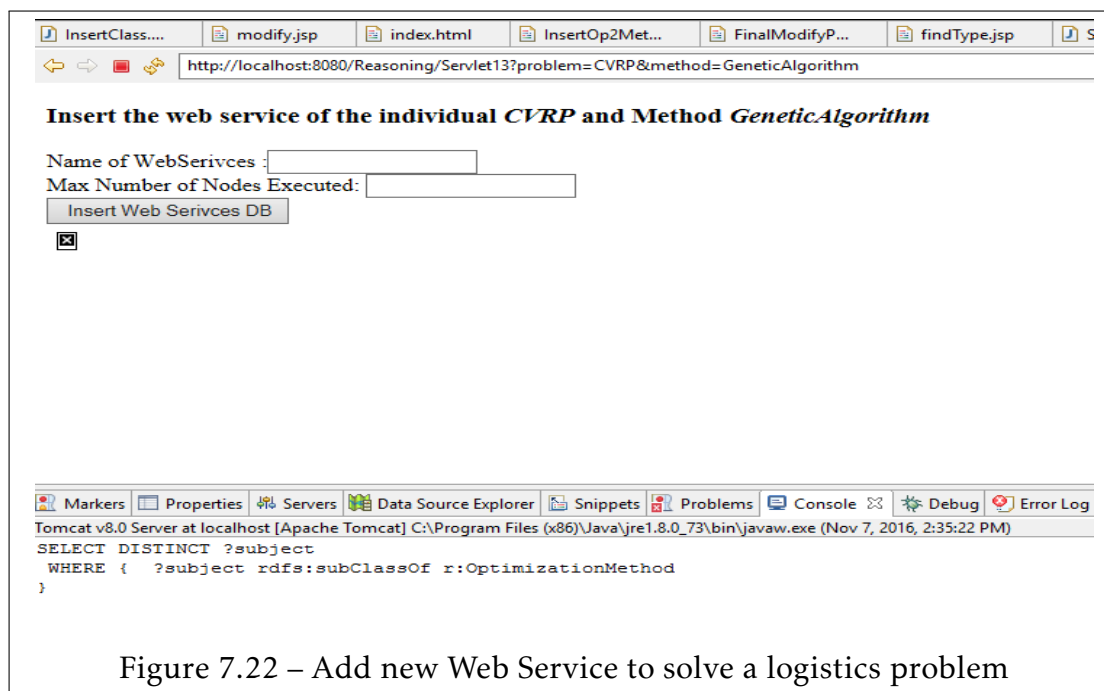 InsertClass.... modify.jsp index.html InsertOp2Met... FinalModifyP... findType.jsp S
http://localhost:8080/Reasoning/Servlet13?problem=CVRP&method=GeneticAlgorithm
Insert the web service of the individual CVRP and Method GeneticAlgorithm
Name of WebSerivces :
Max Number of Nodes Executed:
Insert Web Serivces DB
Markers Properties Servers Data Source Explorer Snippets Problems Console Debug Error Log
Tomcat v8.0 Server at localhost [Apache Tomcat] C:\Program Files (x86)\Java\jre1.8.0_73\bin\javaw.exe (Nov 7, 2016, 2:35:22 PM)
SELECT DISTINCT ?subject
WHERE { ?subject rdfs:subClassOf r:OptimizationMethod
}
Figure 7.22 – Add new Web Service to solve a logistics problem